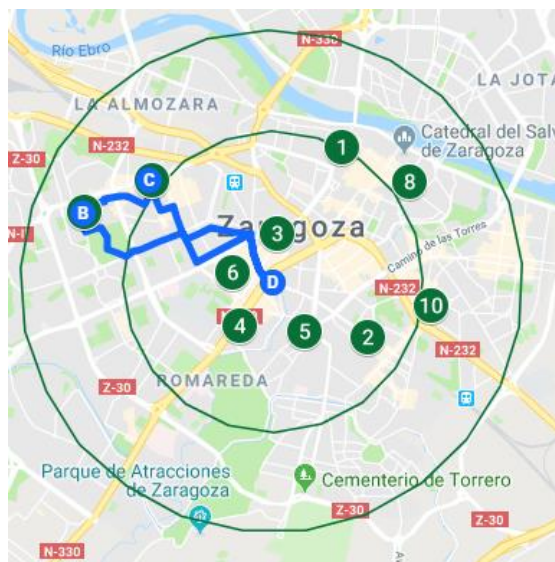 N-330
Río Ebro
LA JOTA
LA ALMOZARA
N-232
Catedral del Salv
de Zaragoza
Z-30
1
C
8
B
N-II
Zaragoza
3
Camino de las Torres
6
D
N-232
10
4
5
2
N-232
ROMAREDA
Z-30
Parque de Atracciones
de Zaragoza
Cementerio de Torrero
Z-30
Z-30
N-330